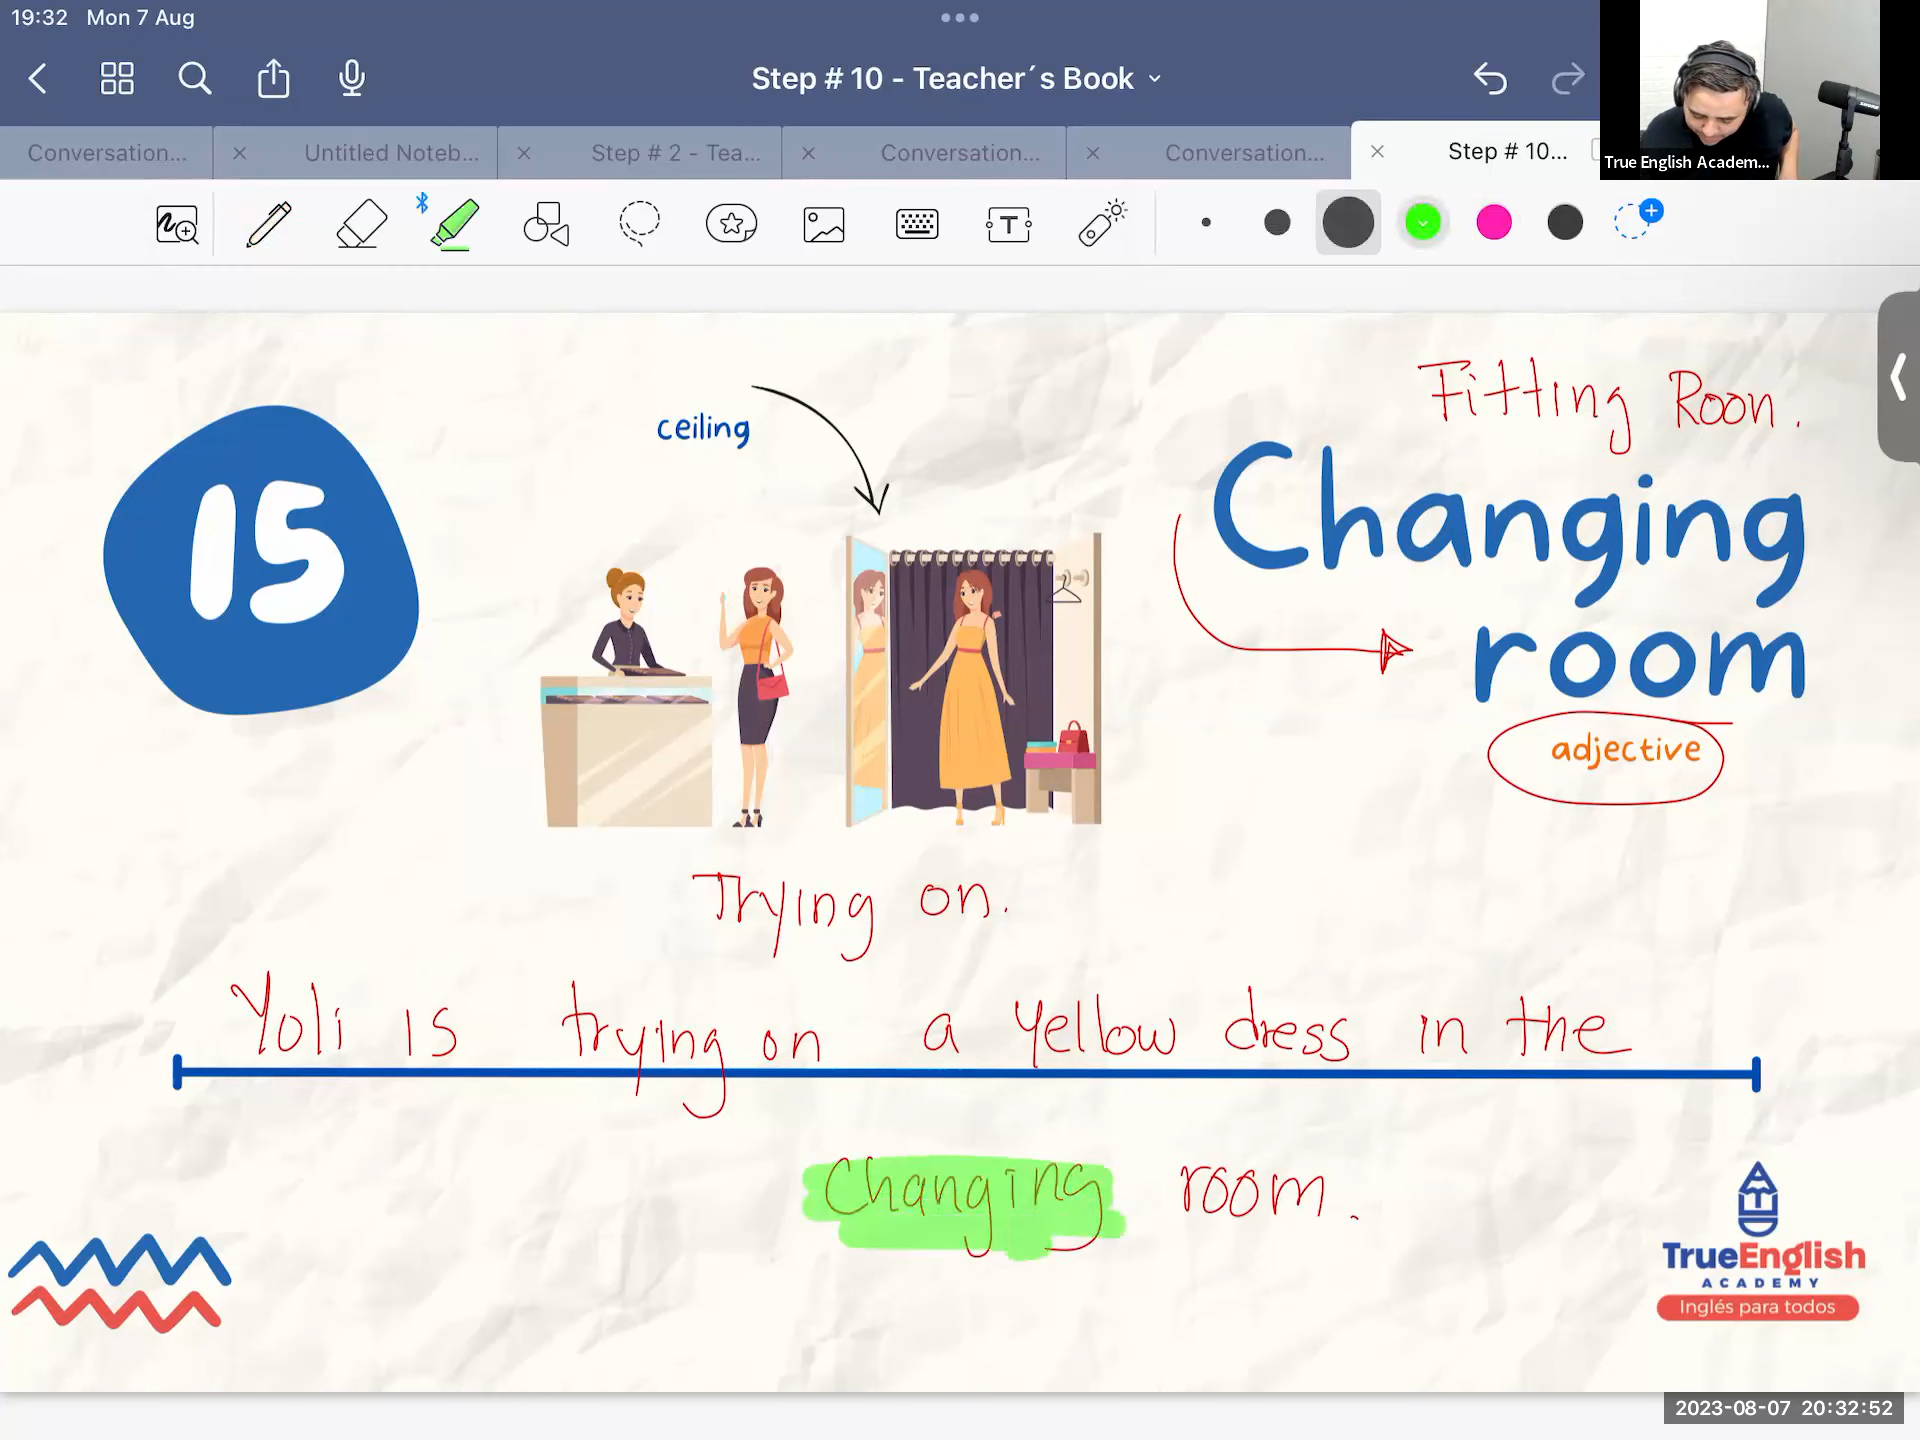 19:32 Mon 7 Aug
Step # 10 - Teacher´s Book
Conversation... Untitled Noteb... Step # 2 - Tea... Conversation... Conversation... Step # 10...
True English Academ...
T
Fitting Roon.
15
ceiling
Changing
room
adjective
Trying on.
Yoli is trying on a yellow dress in the
Changing room.
TrueEnglish
ACADEMY
Inglés para todos
2023-08-07 20:32:52